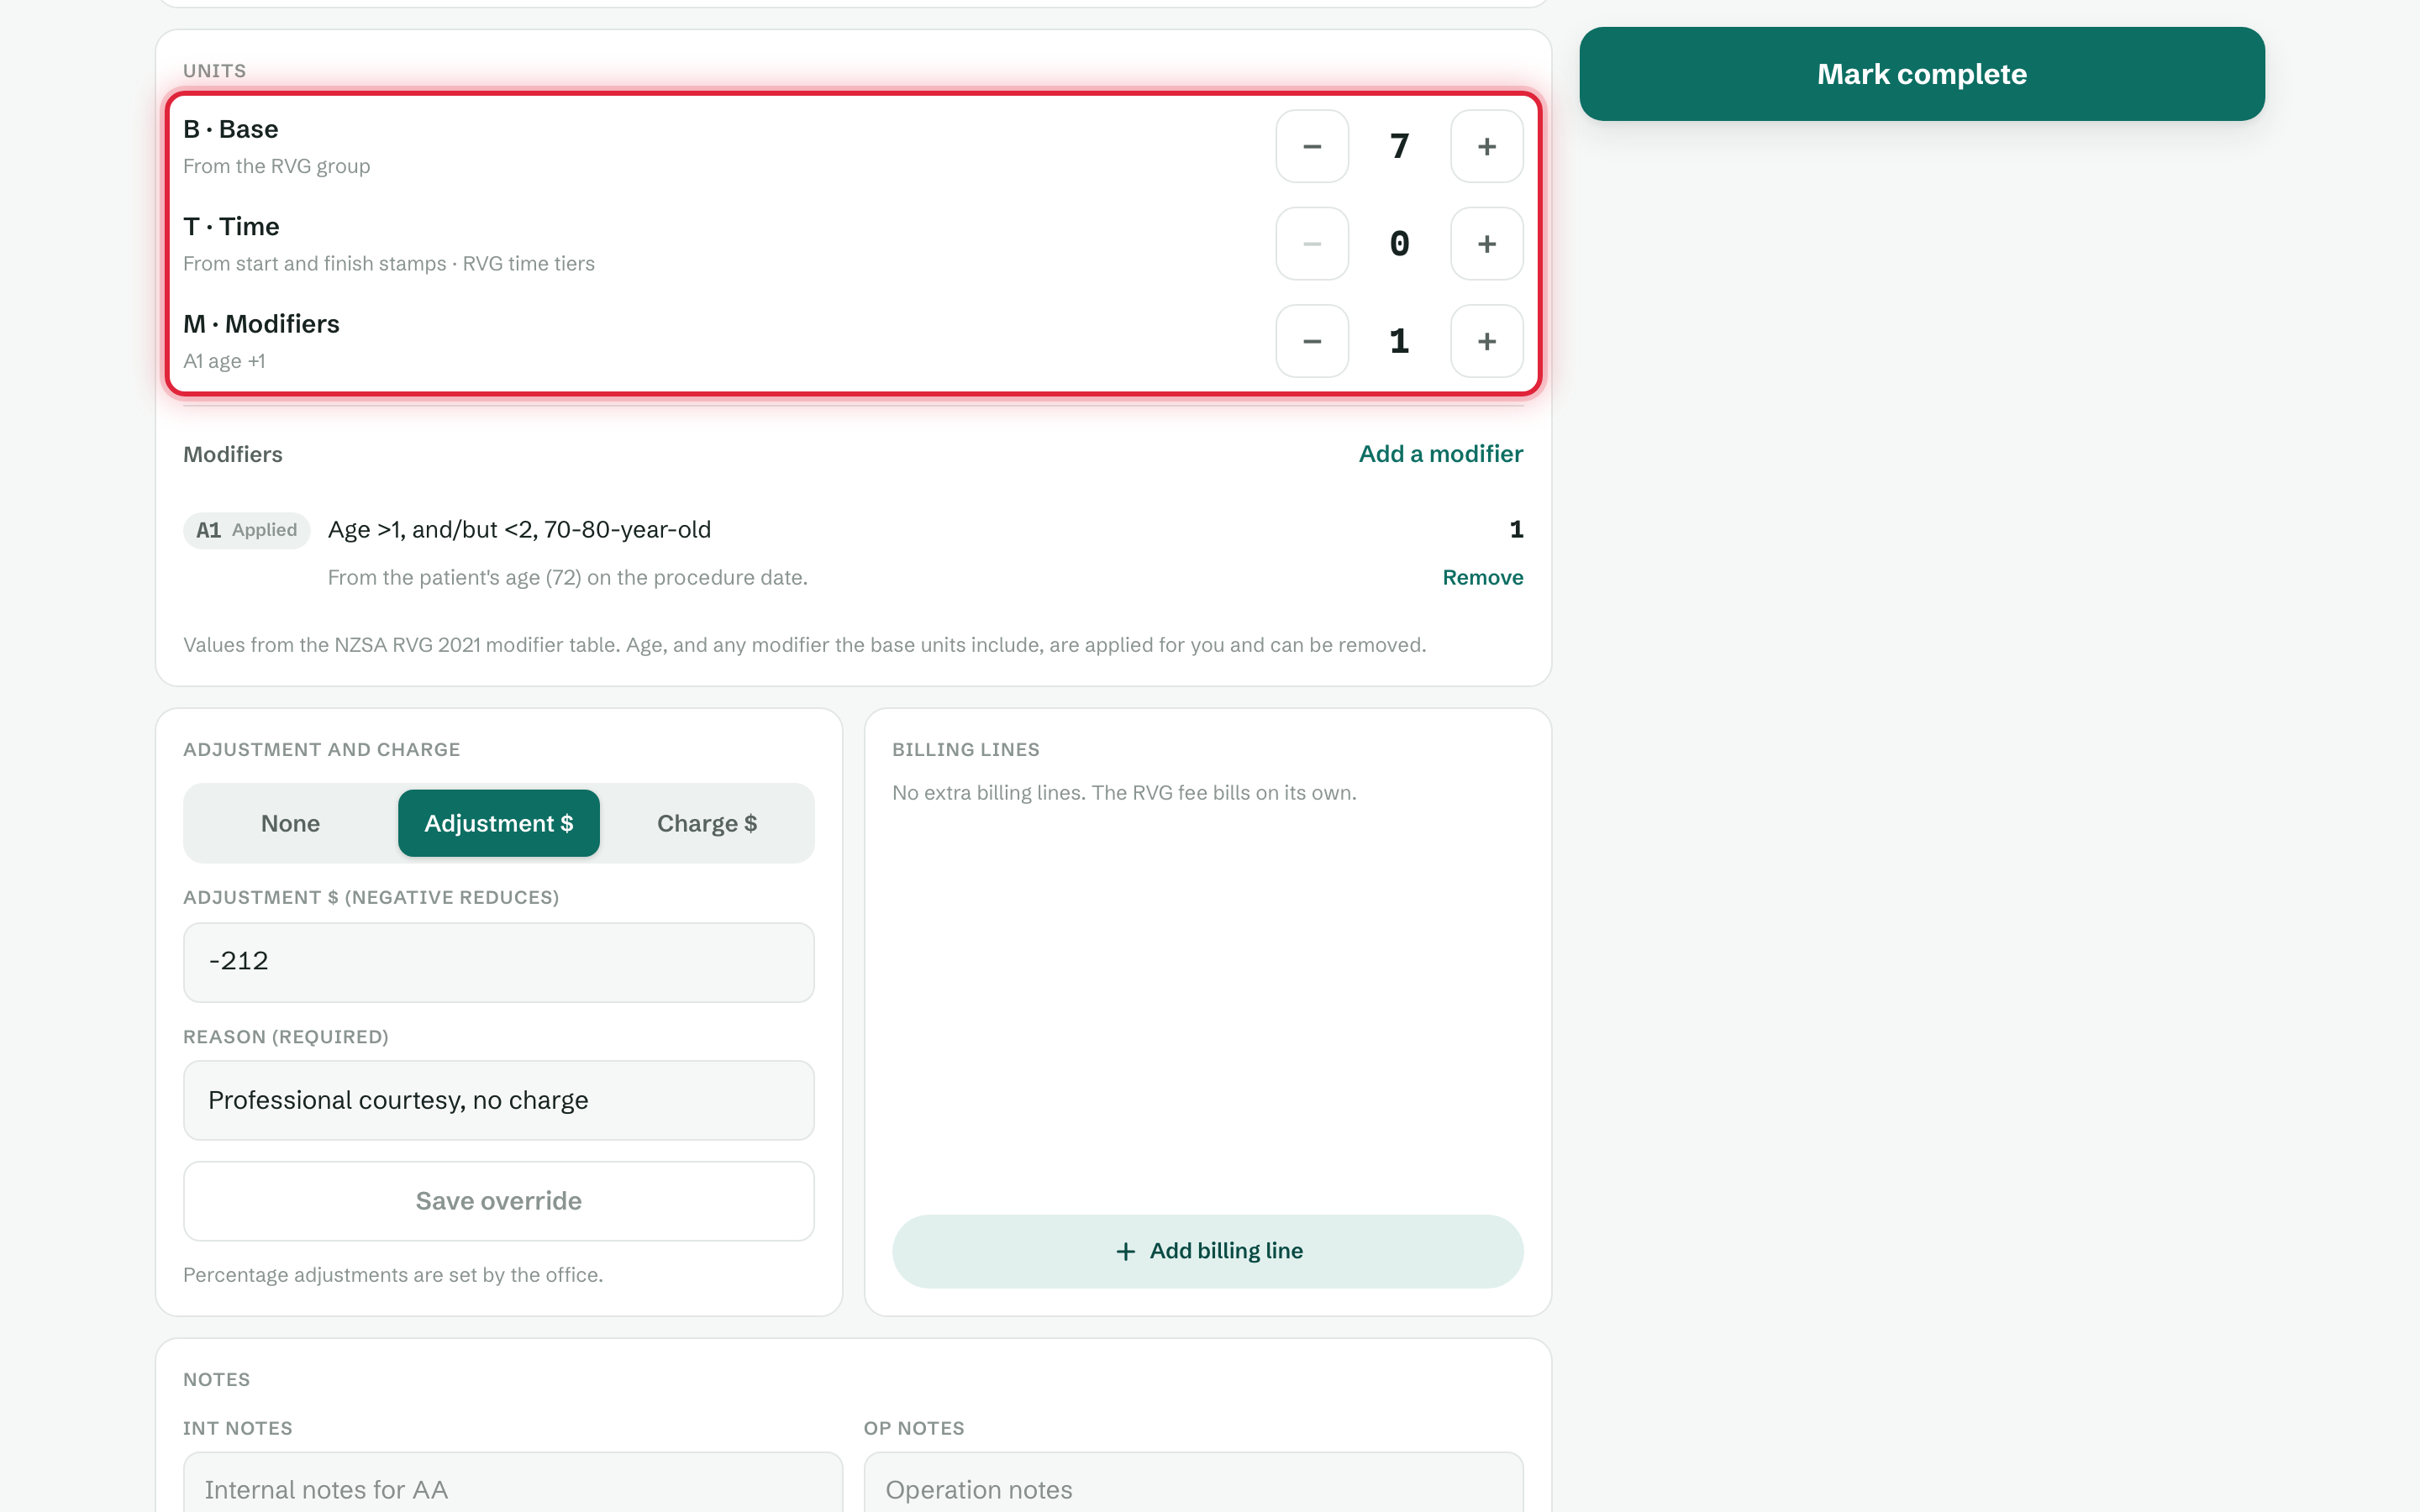 UNITS
Mark complete
B · Base
From the RVG group
− 7 +
T · Time
From start and finish stamps · RVG time tiers
− 0 +
M · Modifiers
A1 age +1
− 1 +
Modifiers
Add a modifier
A1 Applied Age >1, and/but <2, 70-80-year-old 1
From the patient's age (72) on the procedure date. Remove
Values from the NZSA RVG 2021 modifier table. Age, and any modifier the base units include, are applied for you and can be removed.
ADJUSTMENT AND CHARGE
None Adjustment $ Charge $
ADJUSTMENT $ (NEGATIVE REDUCES)
-212
REASON (REQUIRED)
Professional courtesy, no charge
Save override
Percentage adjustments are set by the office.
BILLING LINES
No extra billing lines. The RVG fee bills on its own.
+ Add billing line
NOTES
INT NOTES
Internal notes for AA
OP NOTES
Operation notes